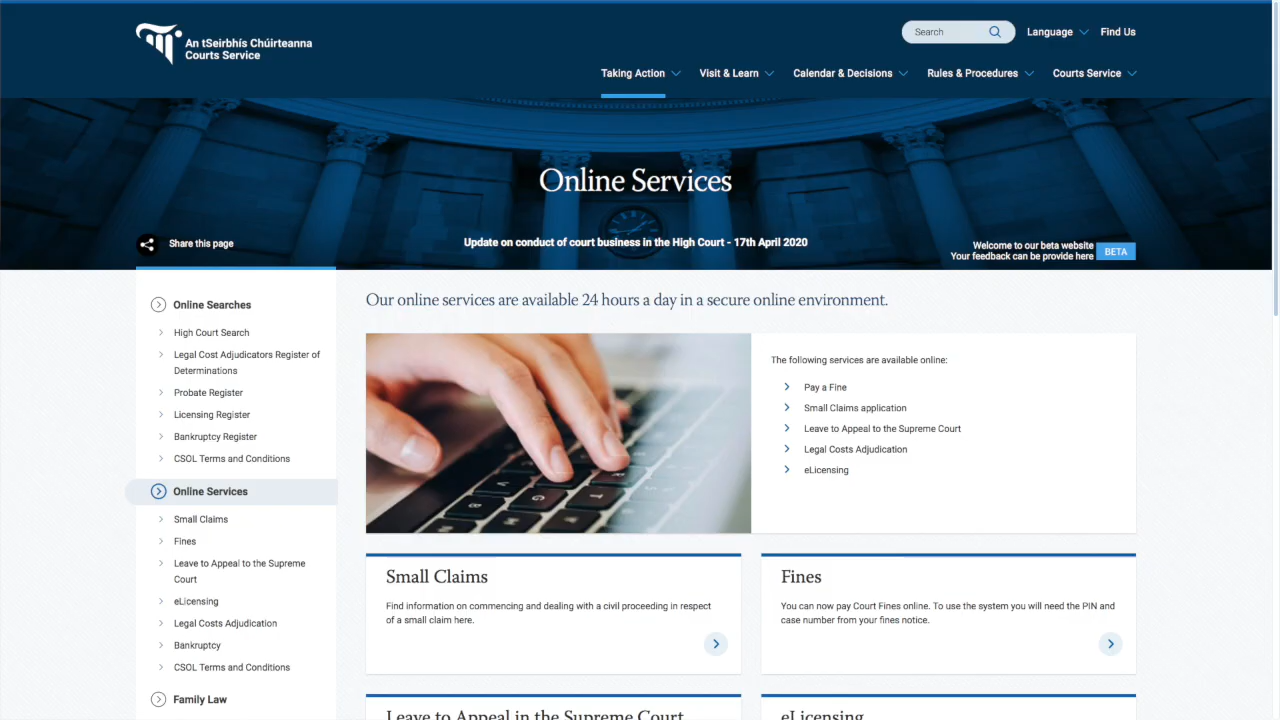 An tSeirbhís Chúirteanna
Courts Service
Search
Language
Find Us
Taking Action
Visit & Learn
Calendar & Decisions
Rules & Procedures
Courts Service
Online Services
Share this page
Update on conduct of court business in the High Court - 17th April 2020
Welcome to our beta website
Your feedback can be provide here
BETA
Online Searches
High Court Search
Legal Cost Adjudicators Register of
Determinations
Probate Register
Licensing Register
Bankruptcy Register
CSOL Terms and Conditions
Online Services
Small Claims
Fines
Leave to Appeal to the Supreme
Court
eLicensing
Legal Costs Adjudication
Bankruptcy
CSOL Terms and Conditions
Family Law
Our online services are available 24 hours a day in a secure online environment.
The following services are available online:
Pay a Fine
Small Claims application
Leave to Appeal to the Supreme Court
Legal Costs Adjudication
eLicensing
Small Claims
Find information on commencing and dealing with a civil proceeding in respect
of a small claim here.
Fines
You can now pay Court Fines online. To use the system you will need the PIN and
case number from your fines notice.
Leave to Appeal in the Supreme Court
eLicensing